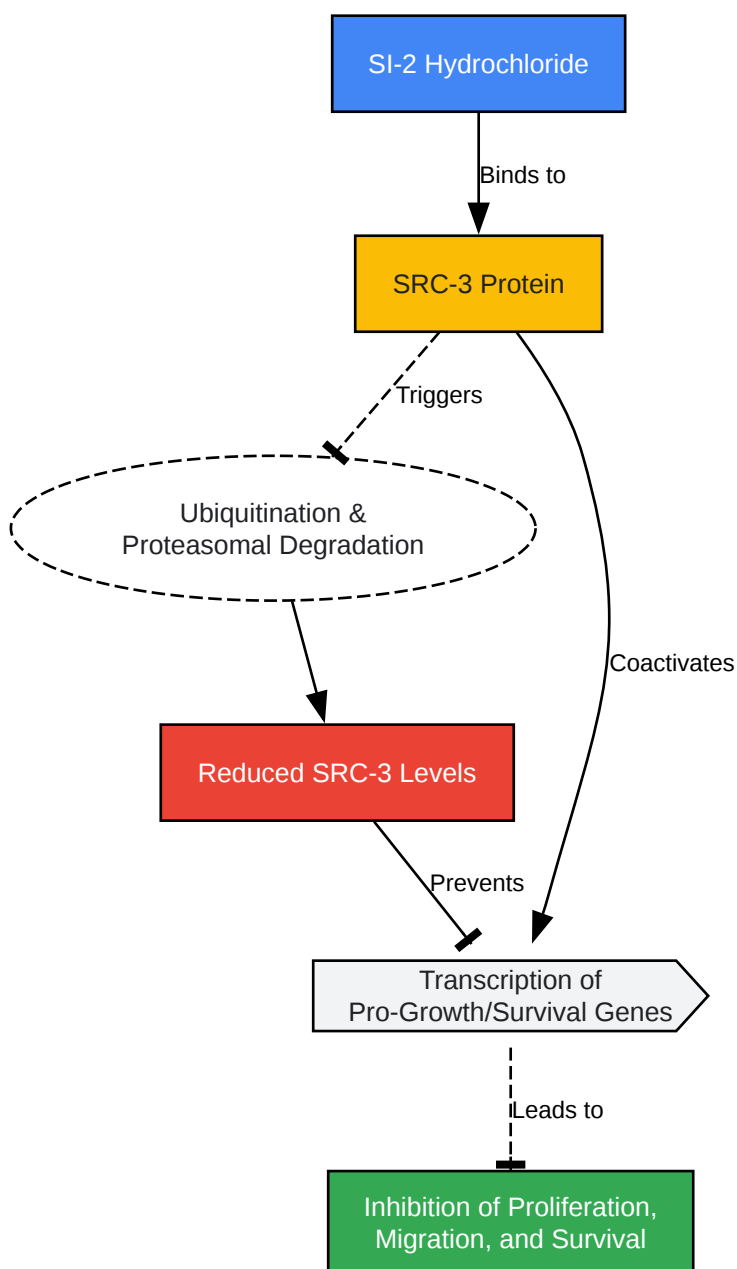 SI-2 Hydrochloride
Binds to
SRC-3 Protein
Triggers
Ubiquitination &
Proteasomal Degradation
Coactivates
Reduced SRC-3 Levels
Prevents
Transcription of
Pro-Growth/Survival Genes
Leads to
Inhibition of Proliferation,
Migration, and Survival